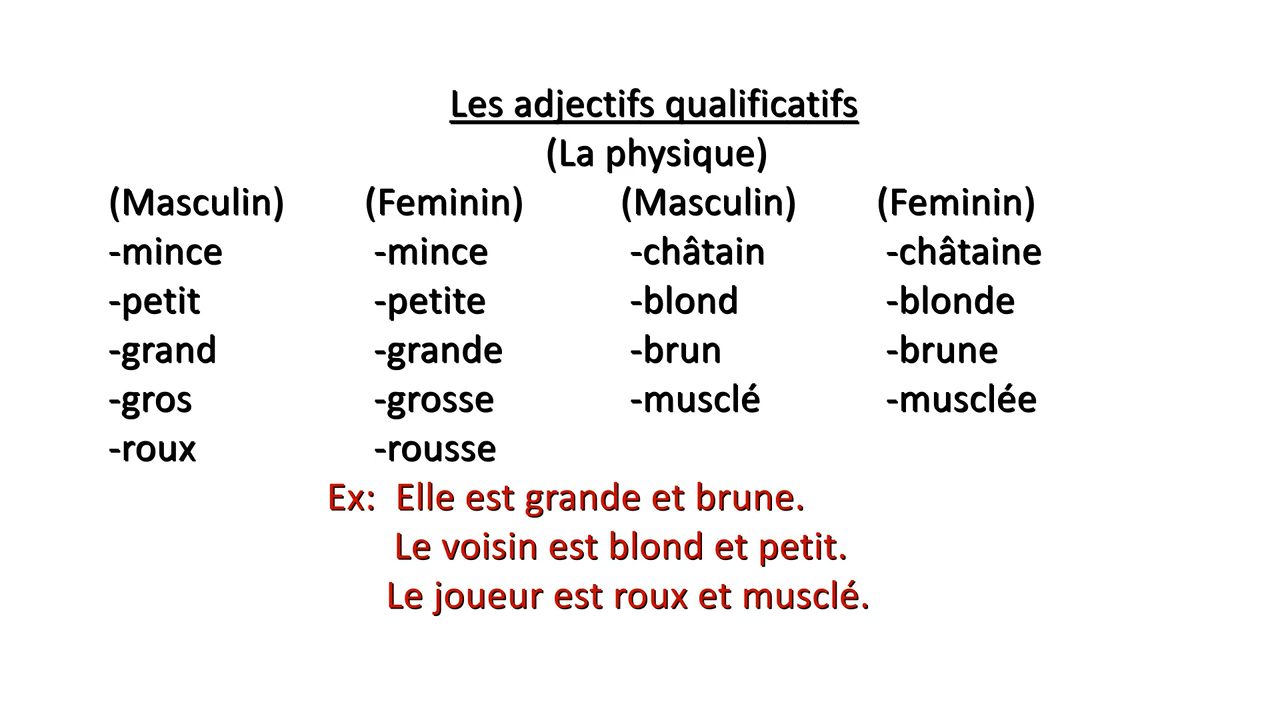 Les adjectifs qualificatifs
(La physique)
(Masculin) (Feminin) (Masculin) (Feminin)
-mince -mince -châtain -châtaine
-petit -petite -blond -blonde
-grand -grande -brun -brune
-gros -grosse -musclé -musclée
-roux -rousse
Ex: Elle est grande et brune.
Le voisin est blond et petit.
Le joueur est roux et musclé.